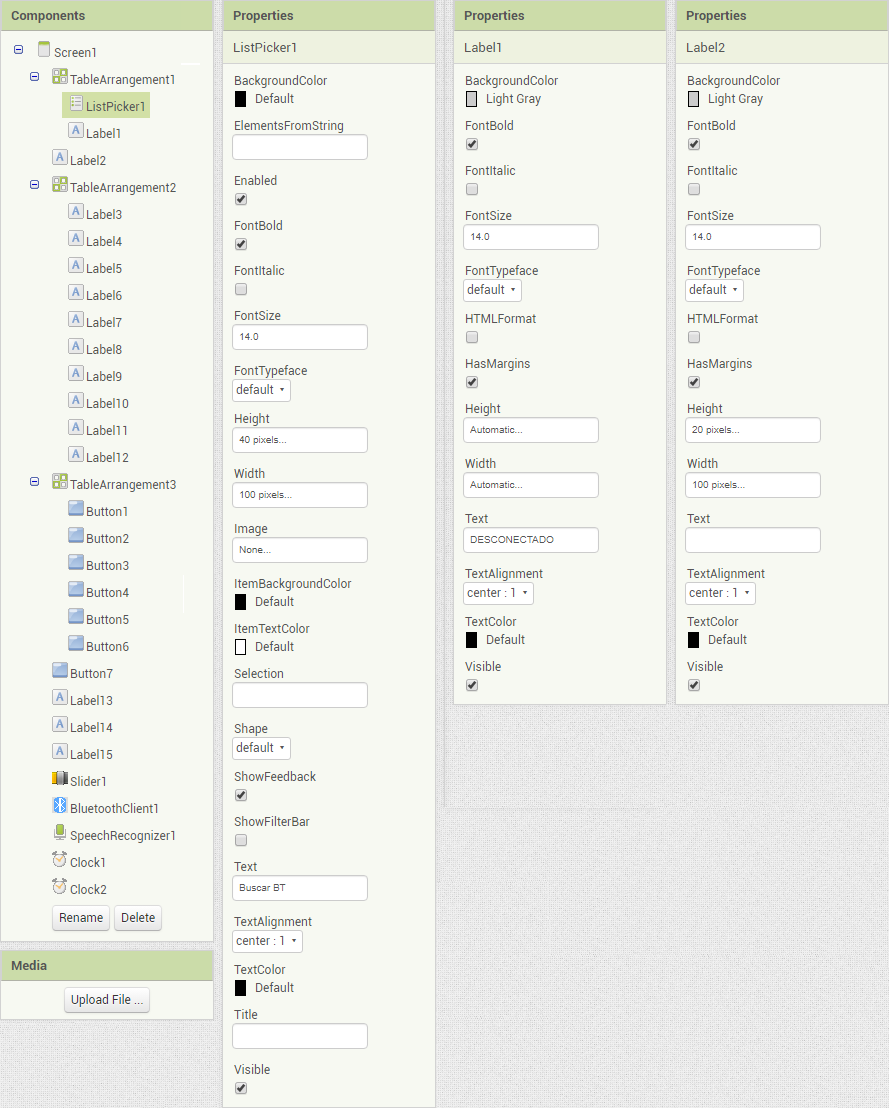 Components
Screen1
TableArrangement1
ListPicker1
Label1
Label2
TableArrangement2
Label3
Label4
Label5
Label6
Label7
Label8
Label9
Label10
Label11
Label12
TableArrangement3
Button1
Button2
Button3
Button4
Button5
Button6
Button7
Label13
Label14
Label15
Slider1
BluetoothClient1
SpeechRecognizer1
Clock1
Clock2
Rename Delete
Media
Upload File ...
Properties
ListPicker1
BackgroundColor
Default
ElementsFromString
Enabled
FontBold
FontItalic
FontSize
14.0
FontTypeface
default
Height
40 pixels...
Width
100 pixels...
Image
None...
ItemBackgroundColor
Default
ItemTextColor
Default
Selection
Shape
default
ShowFeedback
ShowFilterBar
Text
Buscar BT
TextAlignment
center : 1
TextColor
Default
Title
Visible
Properties
Label1
BackgroundColor
Light Gray
FontBold
FontItalic
FontSize
14.0
FontTypeface
default
HTMLFormat
HasMargins
Height
Automatic...
Width
Automatic...
Text
DESCONECTADO
TextAlignment
center : 1
TextColor
Default
Visible
Properties
Label2
BackgroundColor
Light Gray
FontBold
FontItalic
FontSize
14.0
FontTypeface
default
HTMLFormat
HasMargins
Height
20 pixels...
Width
100 pixels...
Text
TextAlignment
center : 1
TextColor
Default
Visible